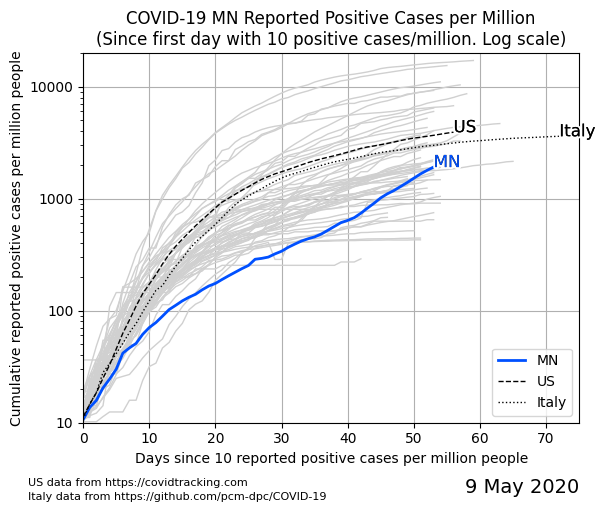 COVID-19 MN Reported Positive Cases per Million
(Since first day with 10 positive cases/million. Log scale)
Cumulative reported positive cases per million people
10000
1000
100
10
US
Italy
MN
MN
US
Italy
0 10 20 30 40 50 60 70
Days since 10 reported positive cases per million people
US data from https://covidtracking.com
Italy data from https://github.com/pcm-dpc/COVID-19
9 May 2020